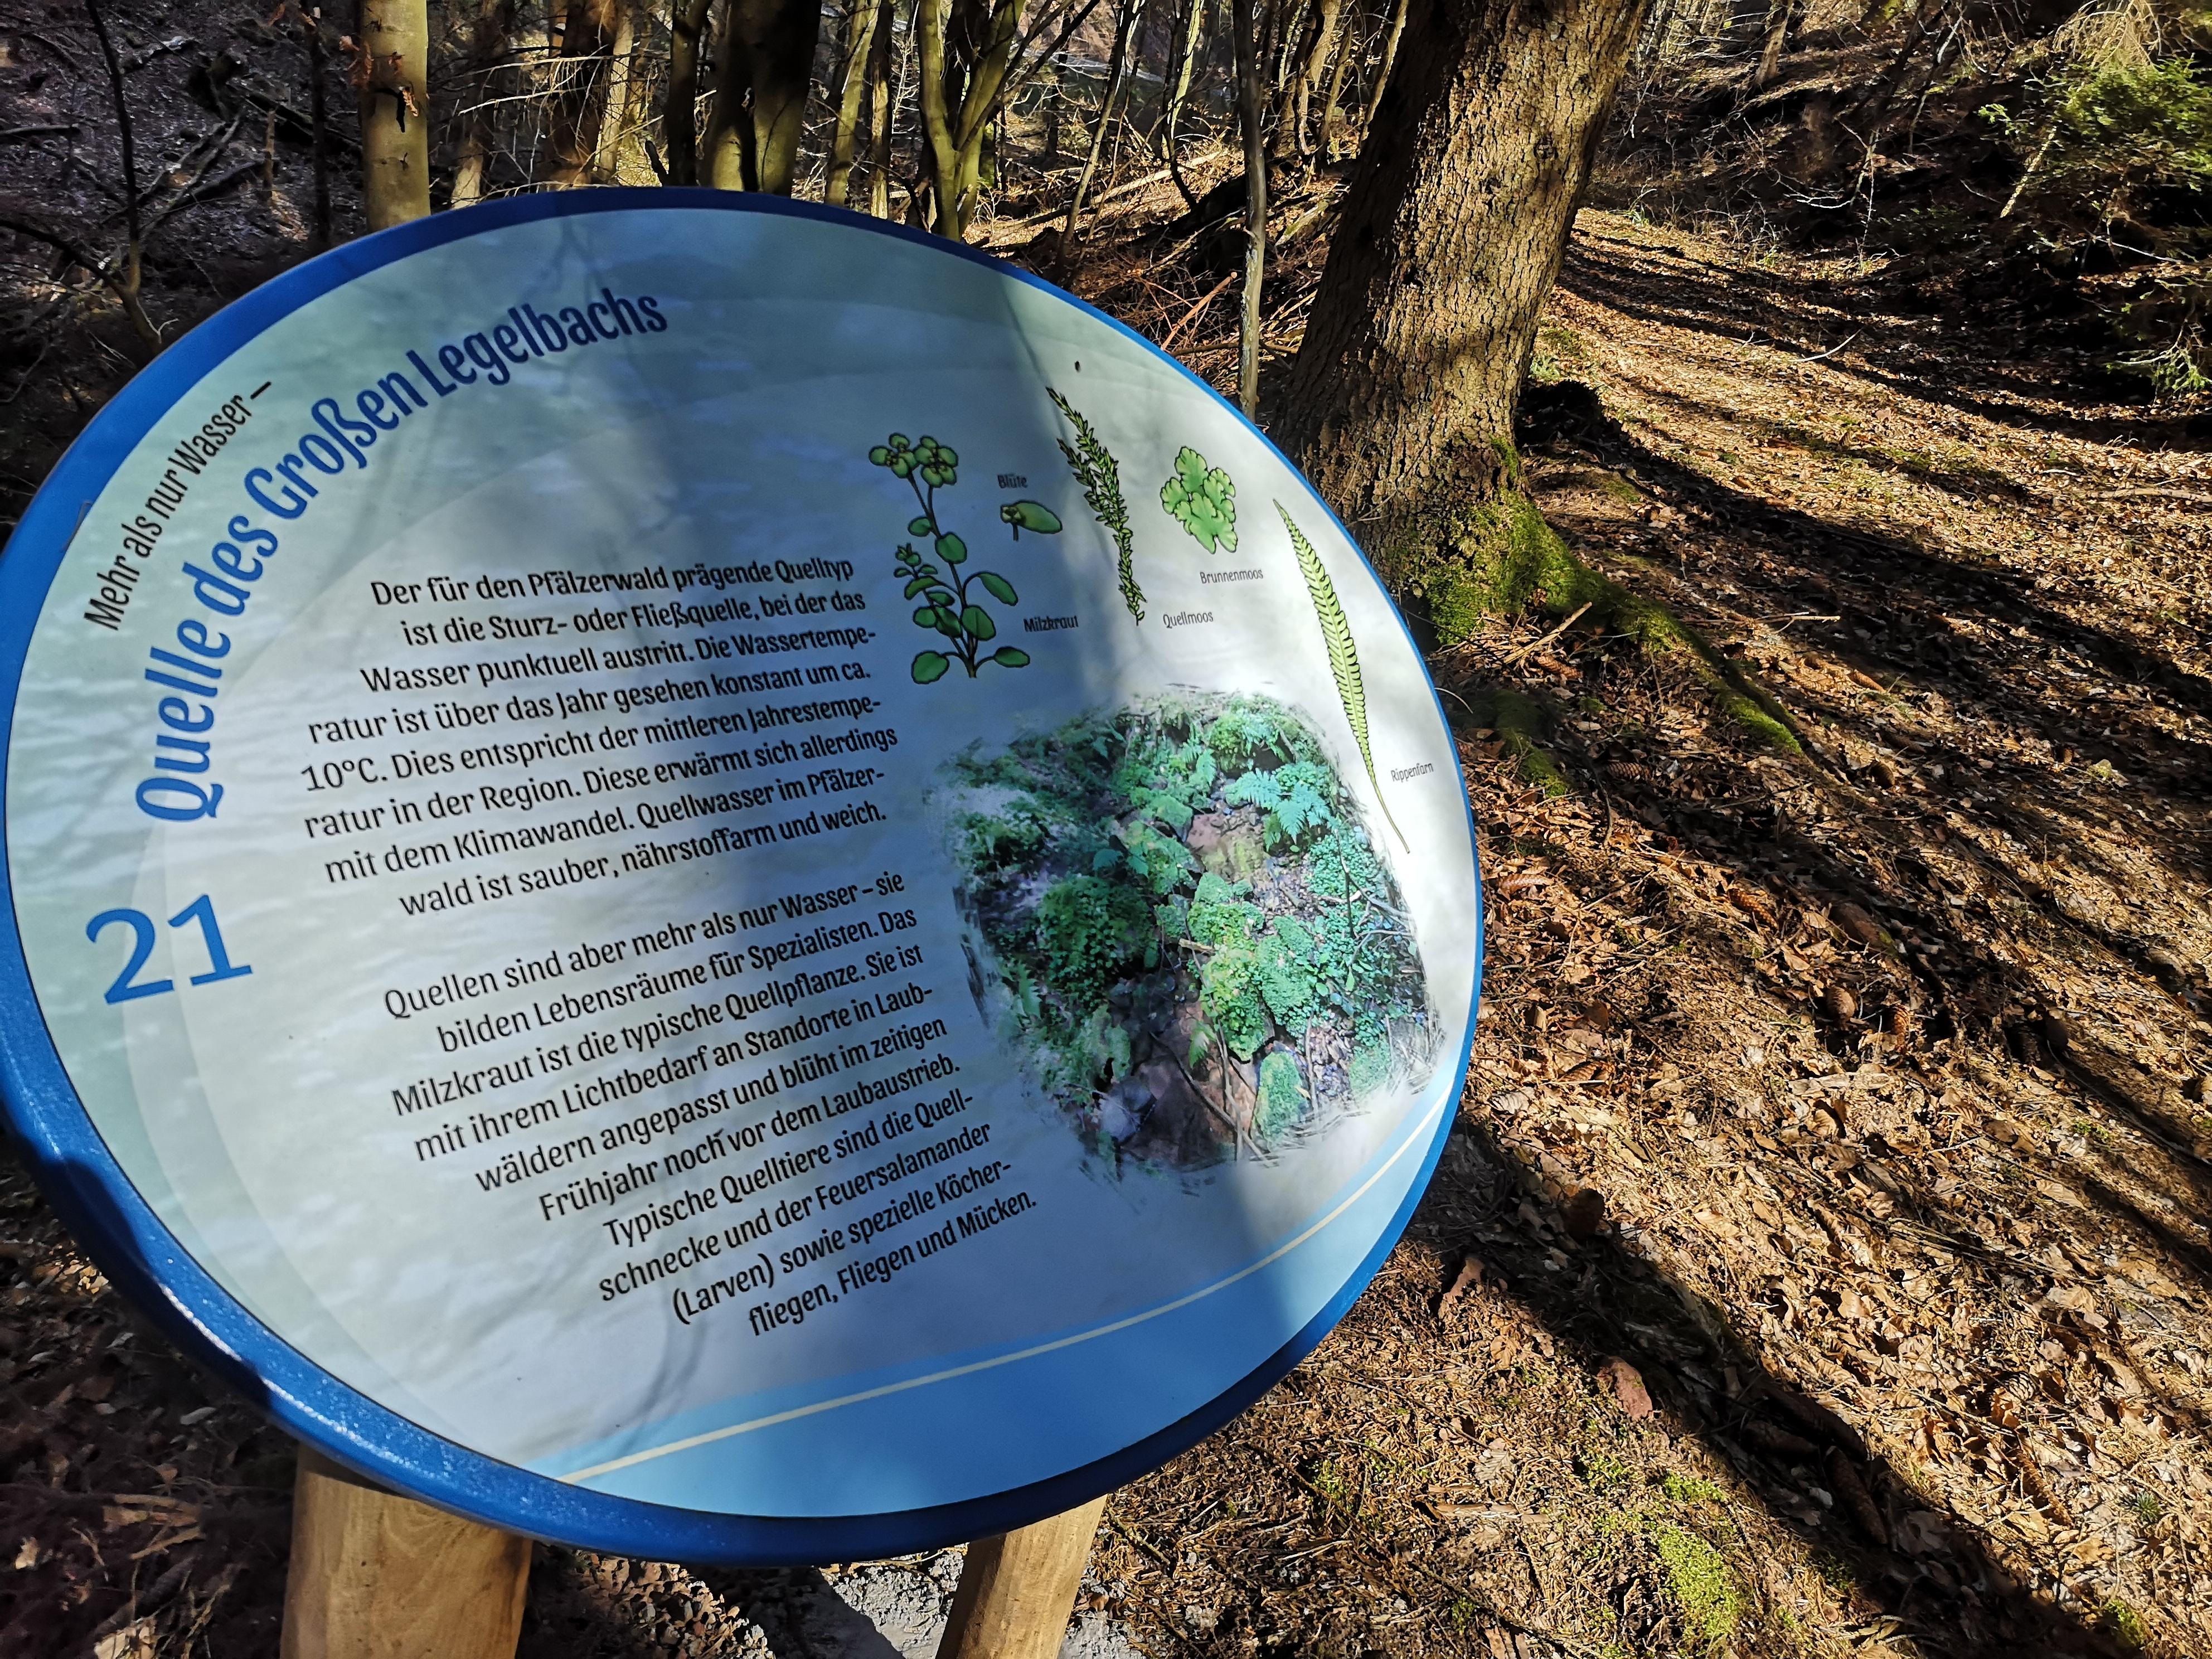 Mehr als nur Wasser –
Quelle des Großen Legelbachs
21
Der für den Pfälzerwald prägende Quelltyp
ist die Sturz- oder Fließquelle, bei der das
Wasser punktuell austritt. Die Wassertempe-
ratur ist über das Jahr gesehen konstant um ca.
10°C. Dies entspricht der mittleren Jahrestempe-
ratur in der Region. Diese erwärmt sich allerdings
mit dem Klimawandel. Quellwasser im Pfälzer-
wald ist sauber, nährstoffarm und weich.
Quellen sind aber mehr als nur Wasser – sie
bilden Lebensräume für Spezialisten. Das
Milzkraut ist die typische Quellpflanze. Sie ist
mit ihrem Lichtbedarf an Standorte in Laub-
wäldern angepasst und blüht im zeitigen
Frühjahr noch vor dem Laubaustrieb.
Typische Quelltiere sind die Quell-
schnecke und der Feuersalamander
(Larven) sowie spezielle Köcher-
fliegen, Fliegen und Mücken.
Blüte
Milzkraut
Quellmoos
Brunnenmoos
Rippenfarn